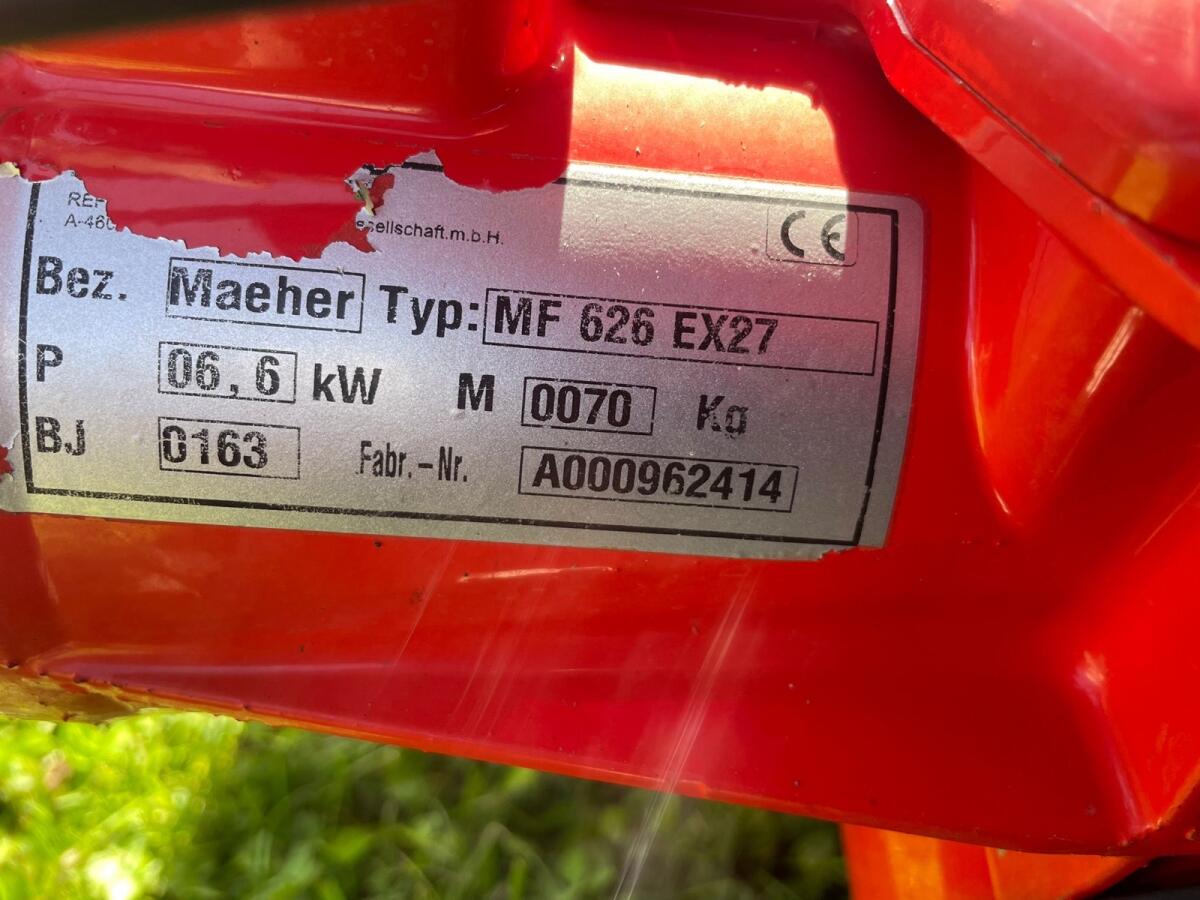 REF
A-460 sellschaft.m.b.H. CE
Bez. Maeher Typ: MF 626 EX27
P 06,6 kW M 0070 Kg
BJ 0163 Fabr.-Nr. A000962414